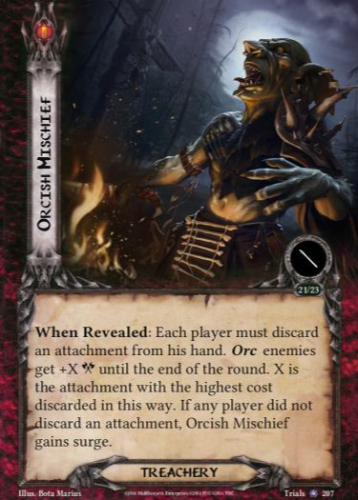 Orcish Mischief
21/23
When Revealed: Each player must discard
an attachment from his hand. Orc enemies
get +X until the end of the round. X is
the attachment with the highest cost
discarded in this way. If any player did not
discard an attachment, Orcish Mischief
gains surge.
TREACHERY
Illus. Bota Marius
Trials 207